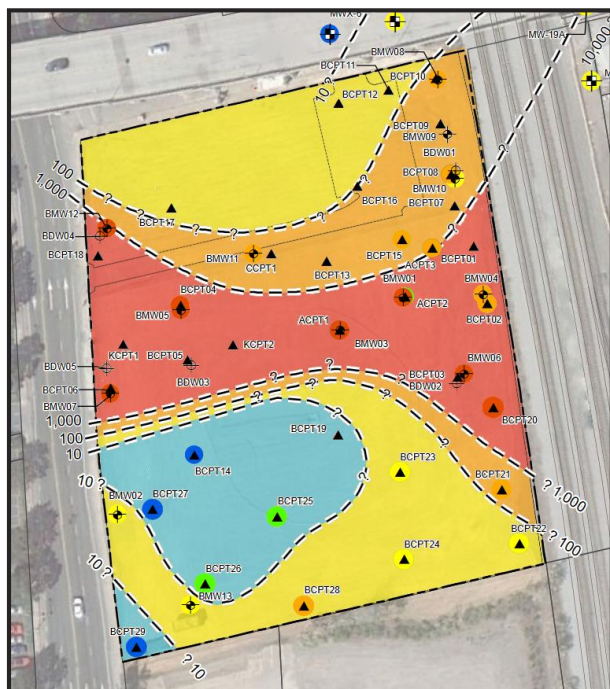 MWX-6
MW-19A
10,000
?
BMW08
BCPT11
BCPT10
10 ?
BCPT12
BCPT09
BMW09
BDW01
?
100
BCPT08
BMW10
?
1,000
BCPT16
BCPT07
?
BMW12
BCPT17
?
?
?
BDW04
BCPT15
?
BCPT18
BMW11
CCPT1
ACPT3
BCPT01
BCPT13
?
?
BCPT04
BMW01
BMW04
BMW05
ACPT2
BCPT02
ACPT1
BMW03
KCPT1
BCPT05
KCPT2
BDW05
BDW03
?
BCPT03
BMW06
BCPT06
?
BDW02
BMW07
?
?
1,000
?
?
BCPT20
100
?
10
BCPT19
?
BCPT14
BCPT23
10 ?
?
? 1,000
BMW02
BCPT27
BCPT21
BCPT25
?
BCPT22
? 100
BCPT24
10 ?
BCPT26
?
BMW13
BCPT28
BCPT29
? 10